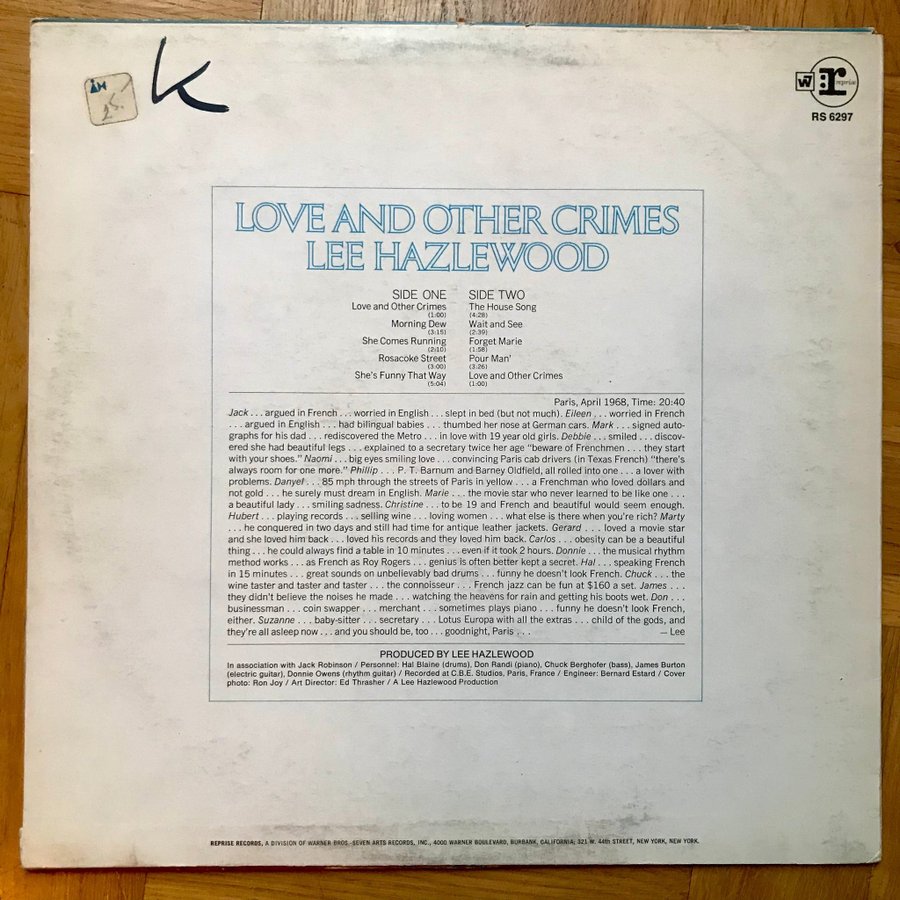 K
25.
W7 r reprise
RS 6297
LOVE AND OTHER CRIMES
LEE HAZLEWOOD
SIDE ONE
Love and Other Crimes
(1:00)
Morning Dew
(3:15)
She Comes Running
(2:10)
Rosacoke Street
(3:00)
She's Funny That Way
(5:04)
SIDE TWO
The House Song
(4:28)
Wait and See
(2:39)
Forget Marie
(1:58)
Pour Man'
(3:26)
Love and Other Crimes
(1:00)
Paris, April 1968, Time: 20:40
Jack . . . argued in French . . . worried in English . . . slept in bed (but not much). Eileen . . . worried in French
. . . argued in English . . . had bilingual babies . . . thumbed her nose at German cars. Mark . . . signed auto-
graphs for his dad . . . rediscovered the Metro . . . in love with 19 year old girls. Debbie . . . smiled . . . discov-
ered she had beautiful legs . . . explained to a secretary twice her age "beware of Frenchmen . . . they start
with your shoes." Naomi . . . big eyes smiling love . . . convincing Paris cab drivers (in Texas French) "there's
always room for one more." Phillip . . . P. T. Barnum and Barney Oldfield, all rolled into one . . . a lover with
problems. Danyel . . . 85 mph through the streets of Paris in yellow . . . a Frenchman who loved dollars and
not gold . . . he surely must dream in English. Marie . . . the movie star who never learned to be like one . . .
a beautiful lady . . . smiling sadness. Christine . . . to be 19 and French and beautiful would seem enough.
Hubert . . . playing records . . . selling wine . . . loving women . . . what else is there when you're rich? Marty
. . . he conquered in two days and still had time for antique leather jackets. Gerard . . . loved a movie star
and she loved him back . . . loved his records and they loved him back. Carlos . . . obesity can be a beautiful
thing . . . he could always find a table in 10 minutes . . . even if it took 2 hours. Donnie . . . the musical rhythm
method works . . . as French as Roy Rogers . . . genius is often better kept a secret. Hal . . . speaking French
in 15 minutes . . . great sounds on unbelievably bad drums . . . funny he doesn't look French. Chuck . . . the
wine taster and taster and taster . . . the connoisseur . . . French jazz can be fun at $160 a set. James . . .
they didn't believe the noises he made . . . watching the heavens for rain and getting his boots wet. Don . . .
businessman . . . coin swapper . . . merchant . . . sometimes plays piano . . . funny he doesn't look French,
either. Suzanne . . . baby-sitter . . . secretary . . . Lotus Europa with all the extras . . . child of the gods, and
they're all asleep now . . . and you should be, too . . . goodnight, Paris . . . — Lee
PRODUCED BY LEE HAZLEWOOD
In association with Jack Robinson / Personnel: Hal Blaine (drums), Don Randi (piano), Chuck Berghofer (bass), James Burton
(electric guitar), Donnie Owens (rhythm guitar) / Recorded at C.B.E. Studios, Paris, France / Engineer: Bernard Estard / Cover
photo: Ron Joy / Art Director: Ed Thrasher / A Lee Hazlewood Production
REPRISE RECORDS, A DIVISION OF WARNER BROS.-SEVEN ARTS RECORDS, INC., 4000 WARNER BOULEVARD, BURBANK, CALIFORNIA; 321 W. 44th STREET, NEW YORK, NEW YORK.